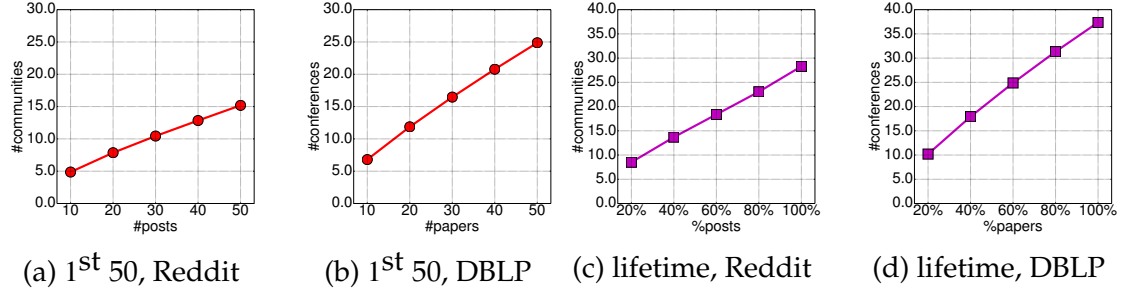 30.0
25.0
20.0
15.0
10.0
5.0
0.0
#communities
10 20 30 40 50
#posts
(a) 1st 50, Reddit
30.0
25.0
20.0
15.0
10.0
5.0
0.0
#conferences
10 20 30 40 50
#papers
(b) 1st 50, DBLP
40.0
35.0
30.0
25.0
20.0
15.0
10.0
5.0
0.0
#communities
20% 40% 60% 80% 100%
%posts
(c) lifetime, Reddit
40.0
35.0
30.0
25.0
20.0
15.0
10.0
5.0
0.0
#conferences
20% 40% 60% 80% 100%
%papers
(d) lifetime, DBLP